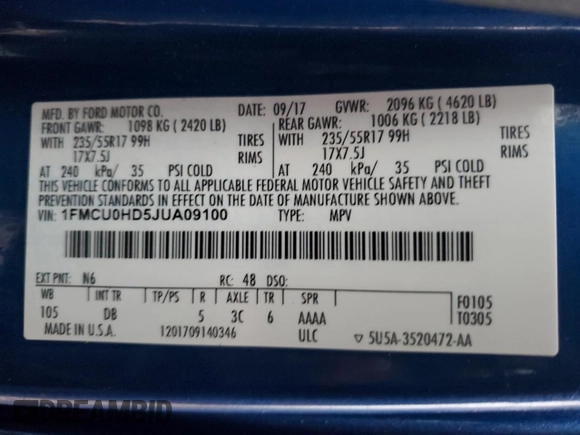 MFD. BY FORD MOTOR CO. DATE: 09/17 GVWR: 2096 KG ( 4620 LB)
FRONT GAWR: 1098 KG ( 2420 LB) REAR GAWR: 1006 KG ( 2218 LB)
WITH 235/55R17 99H TIRES WITH 235/55R17 99H TIRES
17X7.5J RIMS 17X7.5J RIMS
AT 240 kPa/ 35 PSI COLD AT 240 kPa/ 35 PSI COLD
THIS VEHICLE CONFORMS TO ALL APPLICABLE FEDERAL MOTOR VEHICLE SAFETY AND THEFT
PREVENTION STANDARDS IN EFFECT ON THE DATE OF MANUFACTURE SHOWN ABOVE.
VIN: 1FMCU0HD5JUA09100 TYPE: MPV
EXT PNT: N6 RC: 48 DSO:
WB INT TR TP/PS R AXLE TR SPR F0105
105 DB 5 3C 6 AAAA T0305
MADE IN U.S.A. 1201709140346 ULC ▽ 5U5A-3520472-AA
DREAMBID